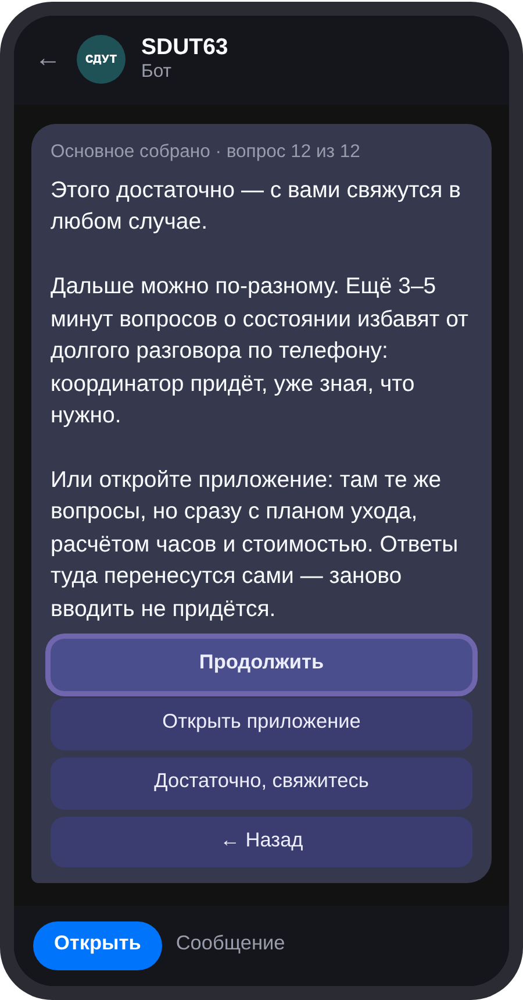 ←
СДУТ
SDUT63
Бот
Основное собрано · вопрос 12 из 12
Этого достаточно — с вами свяжутся в
любом случае.
Дальше можно по-разному. Ещё 3–5
минут вопросов о состоянии избавят от
долгого разговора по телефону:
координатор придёт, уже зная, что
нужно.
Или откройте приложение: там те же
вопросы, но сразу с планом ухода,
расчётом часов и стоимостью. Ответы
туда перенесутся сами — заново
вводить не придётся.
Продолжить
Открыть приложение
Достаточно, свяжитесь
← Назад
Открыть
Сообщение